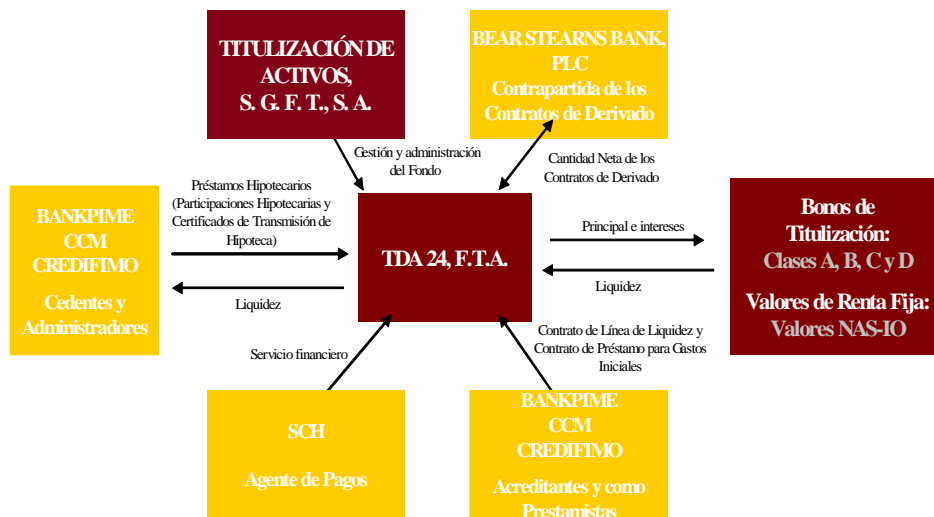 TITULIZACIÓN DE
ACTIVOS,
S. G. F. T., S. A.
BEAR STEARNS BANK,
PLC
Contrapartida de los
Contratos de Derivado
Gestión y administración
del Fondo
Cantidad Neta de los
Contratos de Derivado
BANKPIME
CCM
CREDIFIMO
Cedentes y
Administradores
Préstamos Hipotecarios
(Participaciones Hipotecarias y
Certificados de Transmisión de
Hipoteca)
Liquidez
TDA 24, F.T.A.
Principal e intereses
Liquidez
Bonos de
Titulización:
Clases A, B, C y D
Valores de Renta Fija:
Valores NAS-IO
Servicio financiero
Contrato de Línea de Liquidez y
Contrato de Préstamo para Gastos
Iniciales
SCH
Agente de Pagos
BANKPIME
CCM
CREDIFIMO
Acreditantes y como
Prestamistas